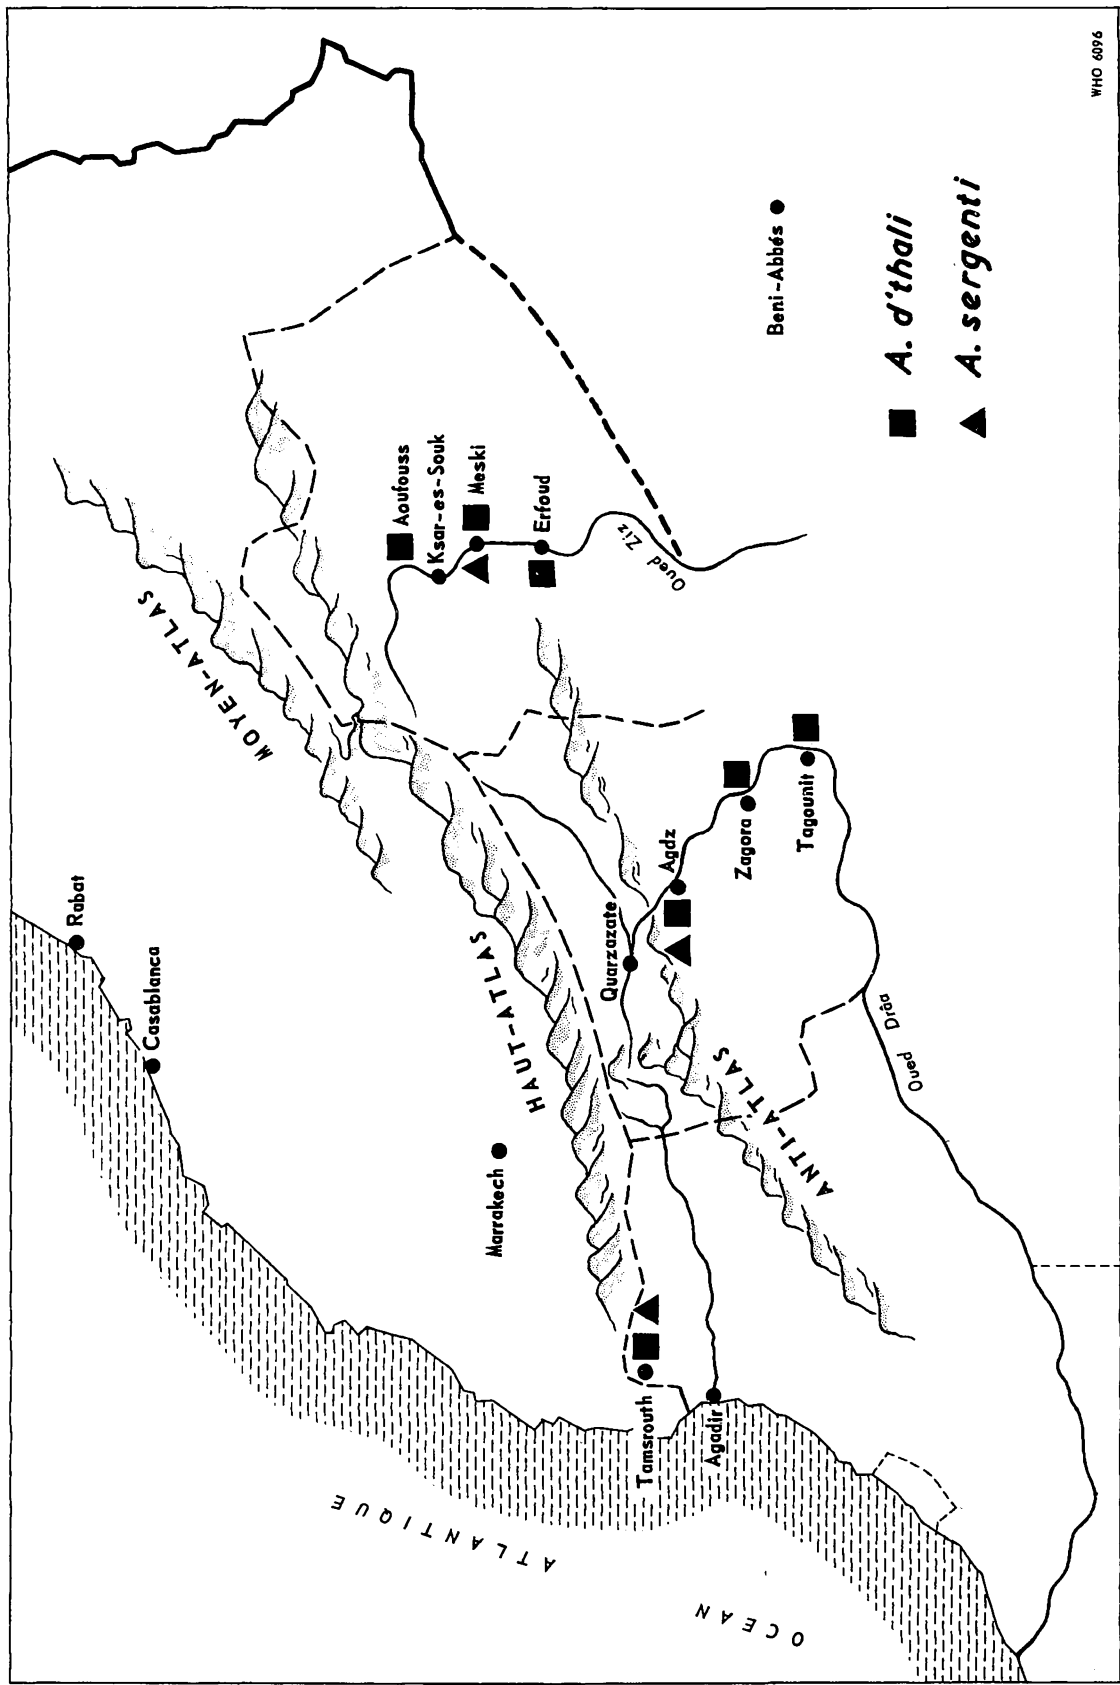 Rabat
Casablanca
MOYEN-ATLAS
Marrakech
HAUT-ATLAS
Aoufouss
Ksar-es-Souk
Meski
Erfoud
Oued Ziz
Quarzazate
Agdz
Zagora
Tagounit
Tamsrouth
Agadir
ANTI-ATLAS
Oued Drâa
Beni-Abbés
OCEAN
ATLANTIQUE
A. d'thali
A. sergenti
WHO 6096